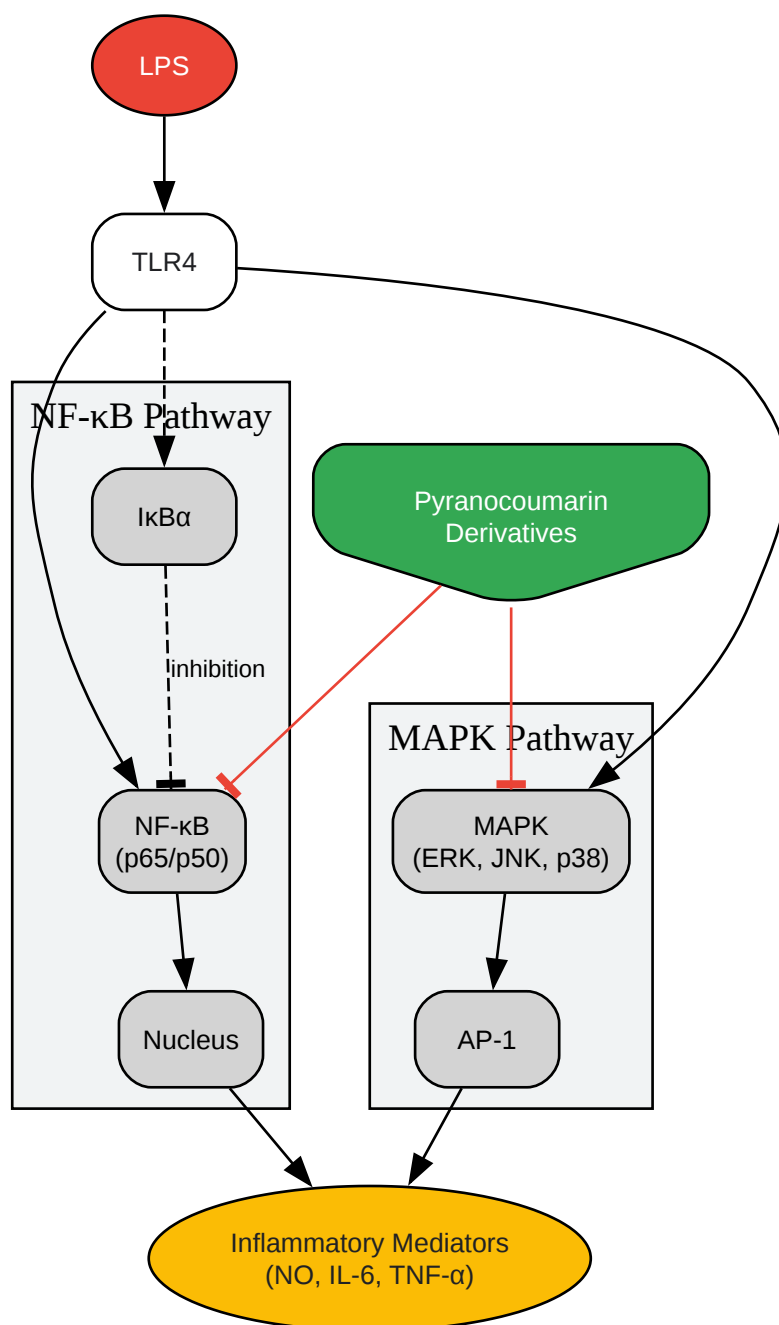 LPS
TLR4
NF-κB Pathway
IκBα
Pyranocoumarin
Derivatives
inhibition
MAPK Pathway
NF-κB
(p65/p50)
MAPK
(ERK, JNK, p38)
Nucleus
AP-1
Inflammatory Mediators
(NO, IL-6, TNF-α)